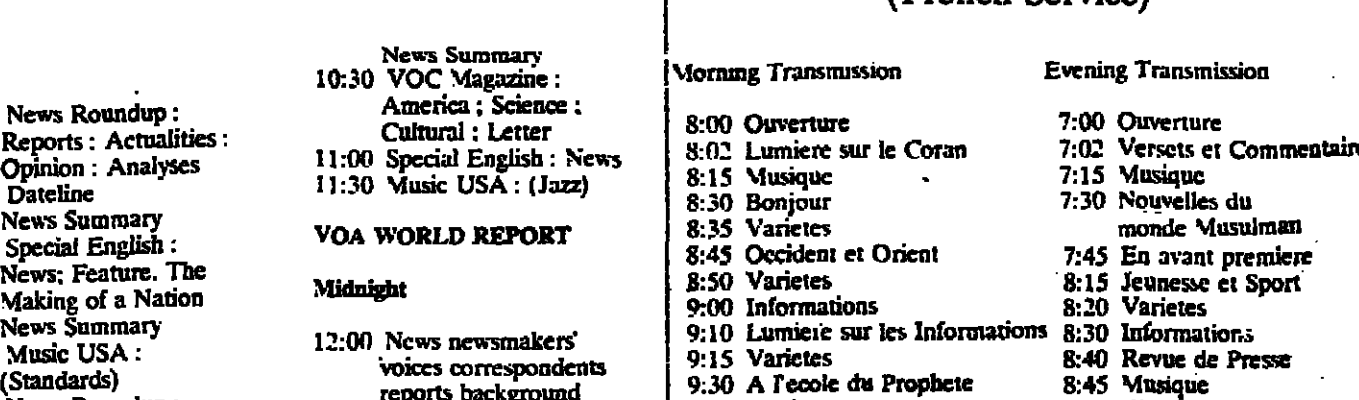 (French Service)
News Roundup :
Reports : Actualities :
Opinion : Analyses
Dateline
News Summary
Special English :
News; Feature. The
Making of a Nation
News Summary
Music USA :
(Standards)
News Summary
10:30 VOC Magazine :
America ; Science :
Cultural : Letter
11:00 Special English : News
11:30 Music USA : (Jazz)
VOA WORLD REPORT
Midnight
12:00 News newsmakers'
voices correspondents
reports background
Morning Transmission
8:00 Ouverture
8:02 Lumiere sur le Coran
8:15 Musique
8:30 Bonjour
8:35 Varietes
8:45 Occident et Orient
8:50 Varietes
9:00 Informations
9:10 Lumiere sur les Informations
9:15 Varietes
9:30 A l'ecole du Prophete
Evening Transmission
7:00 Ouverture
7:02 Versets et Commentair
7:15 Musique
7:30 Nouvelles du
monde Musulman
7:45 En avant premiere
8:15 Jeunesse et Sport
8:20 Varietes
8:30 Informations
8:40 Revue de Presse
8:45 Musique